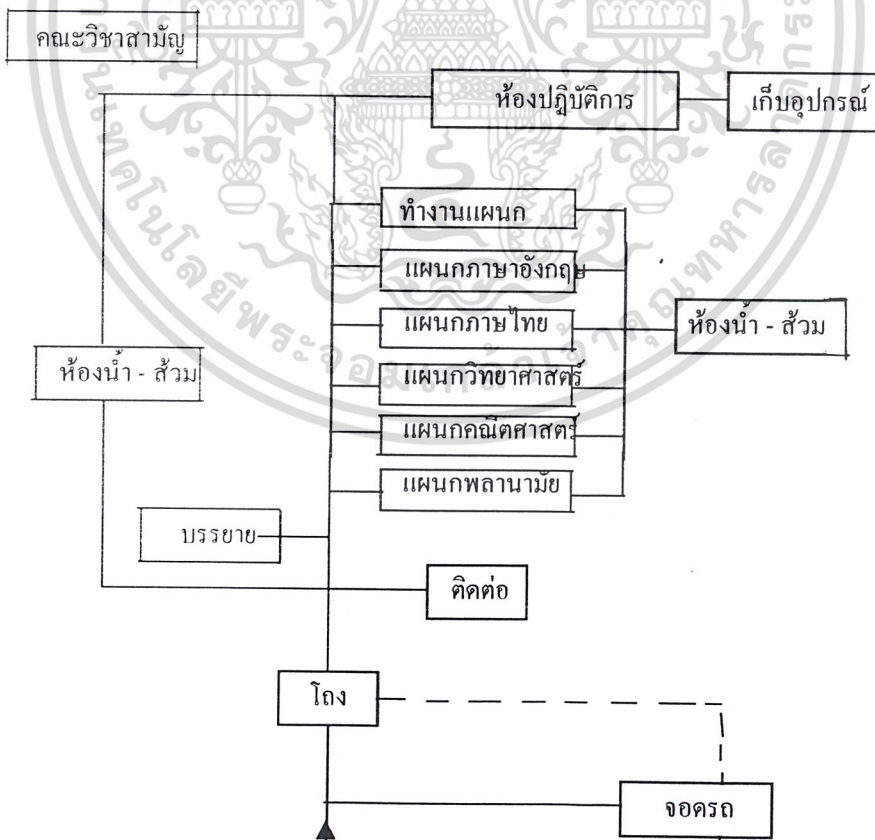 คณะวิชาสามัญ
ห้องปฏิบัติการ
เก็บอุปกรณ์
ทำงานแผนก
แผนกภาษาอังกฤษ
แผนกภาษไทย
ห้องน้ำ - ส้วม
ห้องน้ำ - ส้วม
แผนกวิทยาศาสตร์
แผนกคณิตศาสตร์
แผนกพลานามัย
บรรยาย
ติดต่อ
โถง
จอดรถ